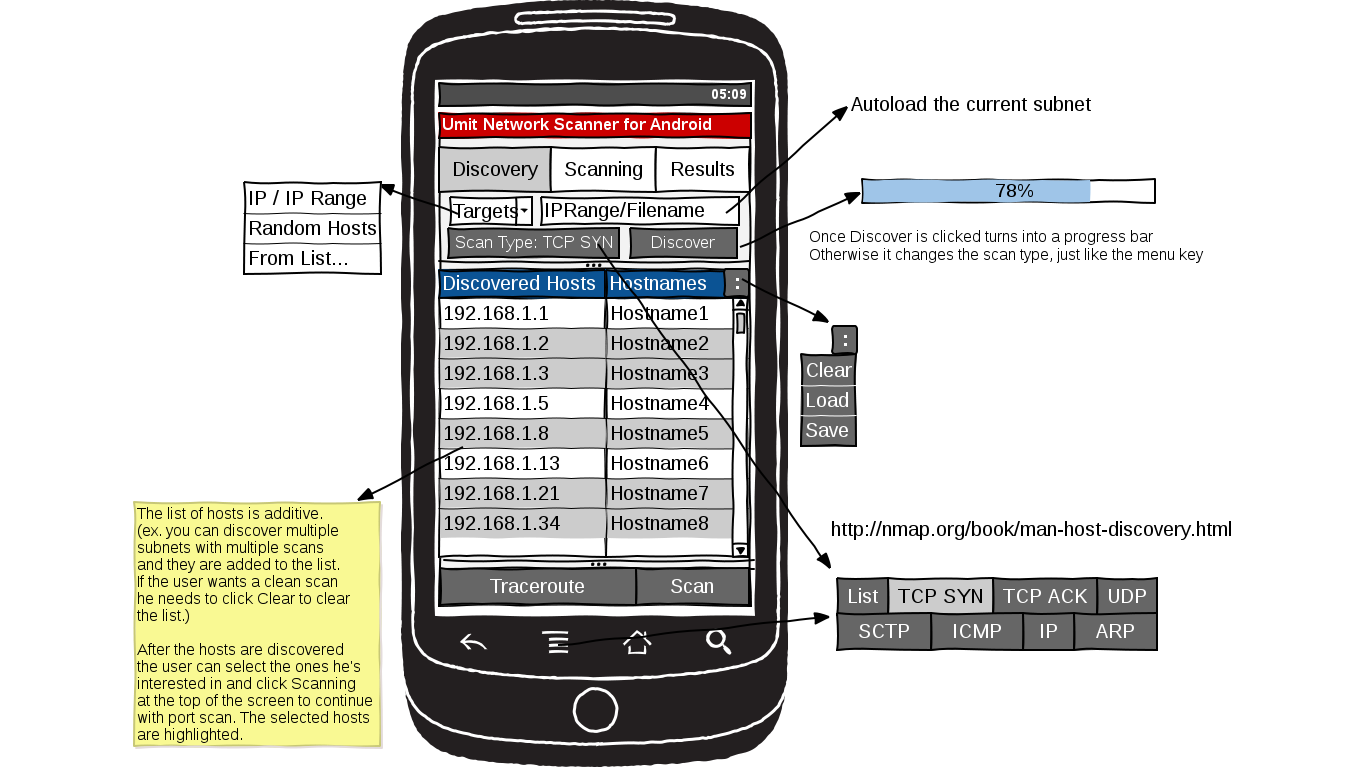 05:09
Umit Network Scanner for Android
Discovery Scanning Results
Targets IPRange/Filename
Scan Type: TCP SYN Discover
Discovered Hosts Hostnames :
192.168.1.1 Hostname1
192.168.1.2 Hostname2
192.168.1.3 Hostname3
192.168.1.5 Hostname4
192.168.1.8 Hostname5
192.168.1.13 Hostname6
192.168.1.21 Hostname7
192.168.1.34 Hostname8
Traceroute Scan
IP / IP Range
Random Hosts
From List...
The list of hosts is additive.
(ex. you can discover multiple
subnets with multiple scans
and they are added to the list.
If the user wants a clean scan
he needs to click Clear to clear
the list.)
After the hosts are discovered
the user can select the ones he's
interested in and click Scanning
at the top of the screen to continue
with port scan. The selected hosts
are highlighted.
Autoload the current subnet
78%
Once Discover is clicked turns into a progress bar
Otherwise it changes the scan type, just like the menu key
:
Clear
Load
Save
http://nmap.org/book/man-host-discovery.html
List TCP SYN TCP ACK UDP
SCTP ICMP IP ARP